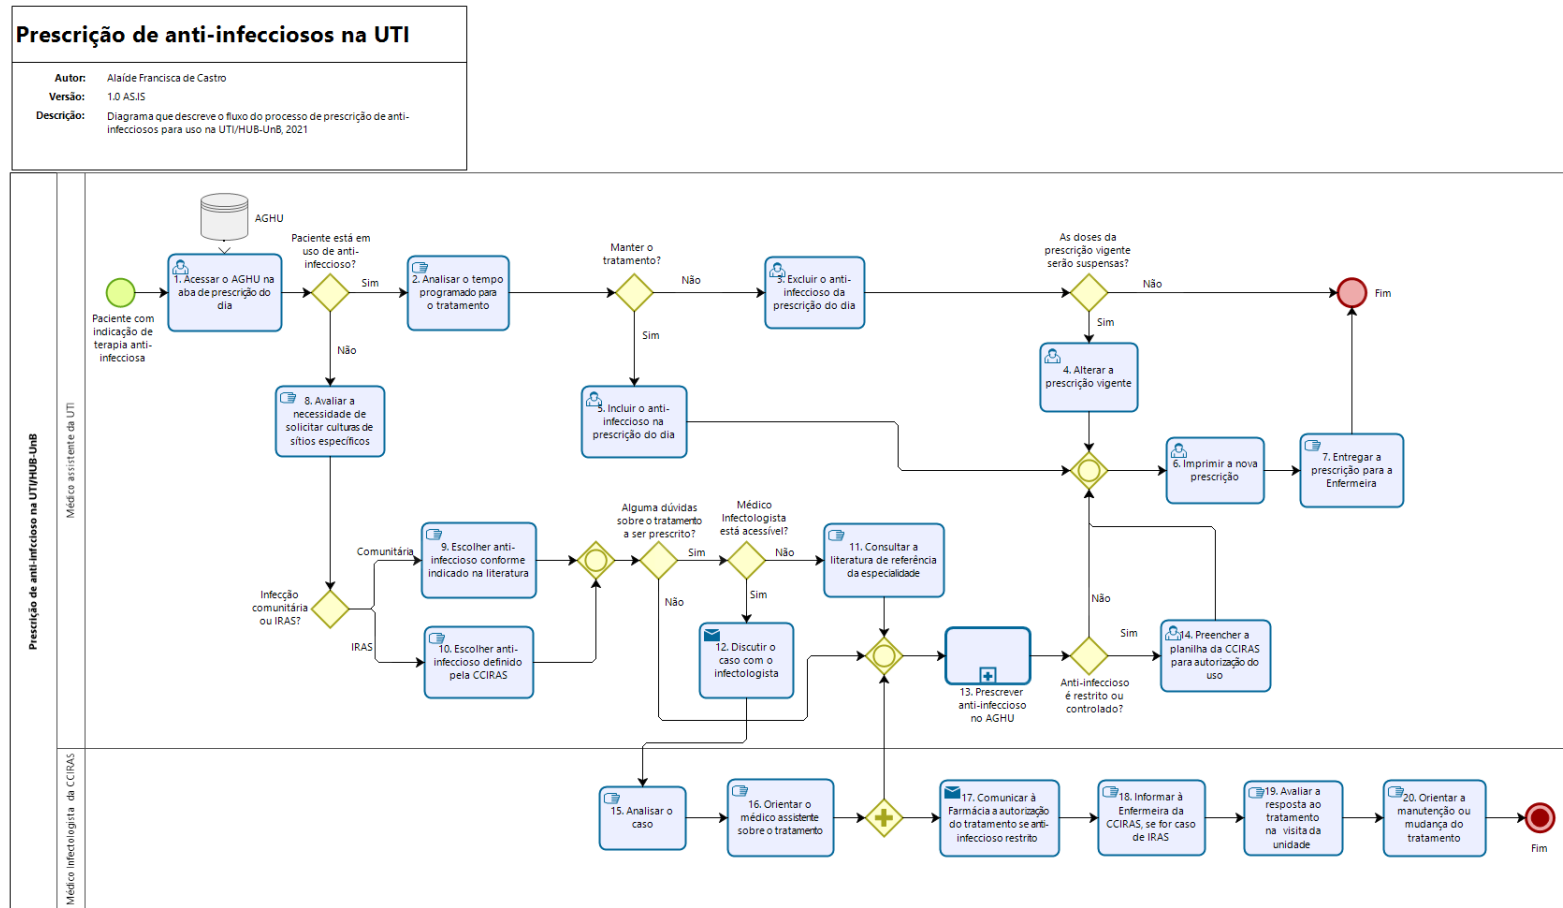 Prescrição de anti-infecciosos na UTI
Autor: Alaíde Francisca de Castro
Versão: 1.0 AS.IS
Descrição: Diagrama que descreve o fluxo do processo de prescrição de anti-
infecciosos para uso na UTI/HUB-UnB, 2021
Prescrição de anti-infccioso na UTI/HUB-UnB
Médico assistente da UTI
AGHU
Paciente com
indicação de
terapia anti-
infecciosa
1. Acessar o AGHU na
aba de prescrição do
dia
Paciente está em
uso de anti-
infeccioso?
Sim
Não
2. Analisar o tempo
programado para
o tratamento
Manter o
tratamento?
Não
Sim
3. Excluir o anti-
infeccioso da
prescrição do dia
As doses da
prescrição vigente
serão suspensas?
Não
Sim
Fim
4. Alterar a
prescrição vigente
5. Incluir o anti-
infeccioso na
prescrição do dia
6. Imprimir a nova
prescrição
7. Entregar a
prescrição para a
Enfermeira
8. Avaliar a
necessidade de
solicitar culturas de
sítios específicos
Infecção
comunitária
ou IRAS?
Comunitária
IRAS
9. Escolher anti-
infeccioso conforme
indicado na literatura
10. Escolher anti-
infeccioso definido
pela CCIRAS
Alguma dúvidas
sobre o tratamento
a ser prescrito?
Sim
Não
Médico
Infectologista
está acessível?
Não
Sim
11. Consultar a
literatura de referência
da especialidade
12. Discutir o
caso com o
infectologista
13. Prescrever
anti-infeccioso
no AGHU
Anti-infeccioso
é restrito ou
controlado?
Não
Sim
14. Preencher a
planilha da CCIRAS
para autorização do
uso
Médico Infectologista da CCIRAS
15. Analisar o
caso
16. Orientar o
médico assistente
sobre o tratamento
17. Comunicar à
Farmácia a autorização
do tratamento se anti-
infeccioso restrito
18. Informar à
Enfermeira da
CCIRAS, se for caso
de IRAS
19. Avaliar a
resposta ao
tratamento
na visita da
unidade
20. Orientar a
manutenção ou
mudança do
tratamento
Fim